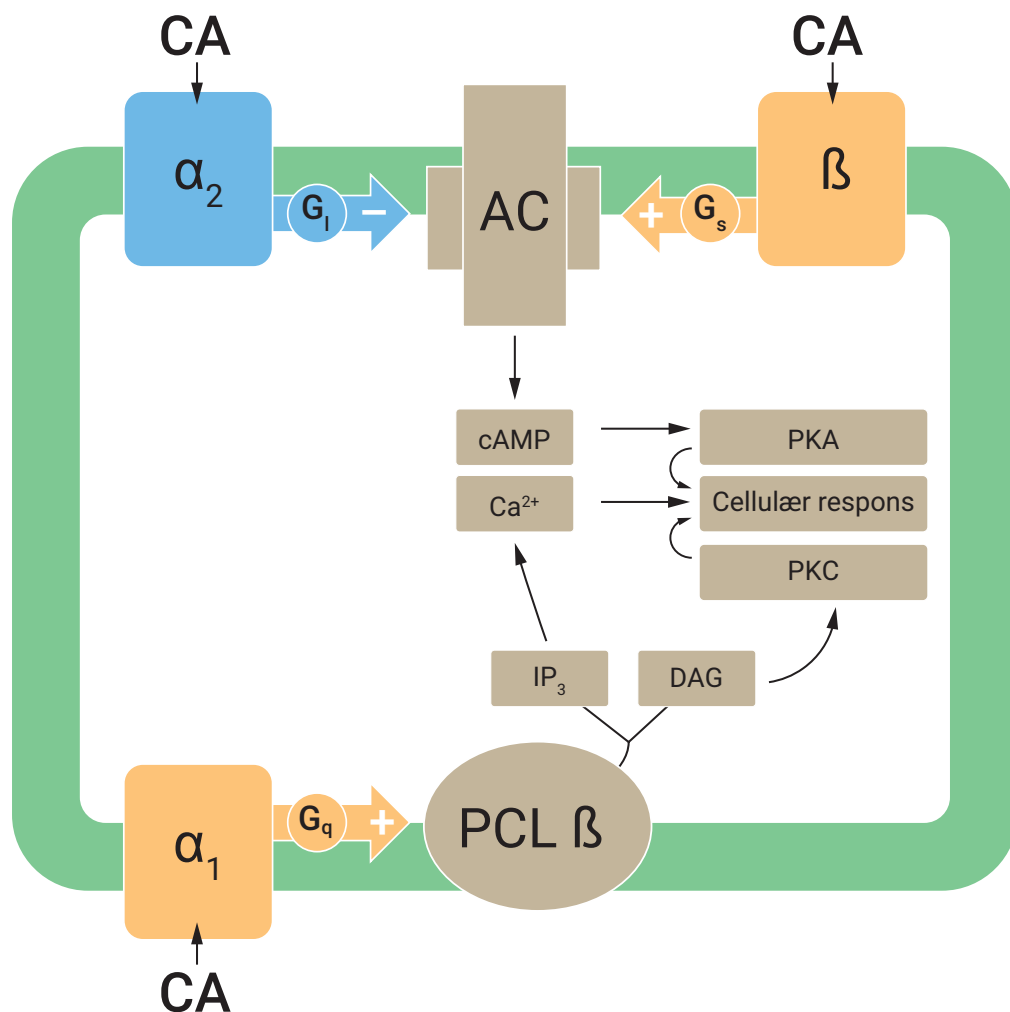 CA
CA
α2
GI
−
AC
+
Gs
ß
cAMP
PKA
Ca²⁺
Cellulær respons
PKC
IP3
DAG
α1
Gq
+
PCL ß
CA